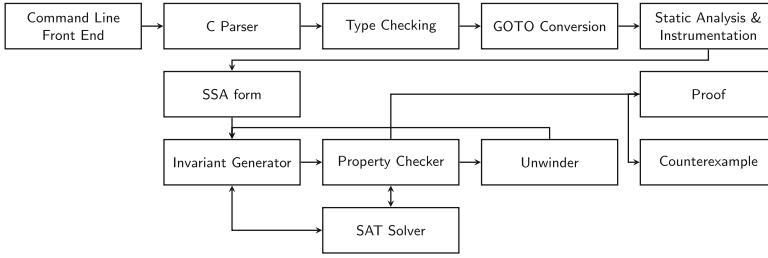 Command Line
Front End
C Parser
Type Checking
GOTO Conversion
Static Analysis &
Instrumentation
SSA form
Proof
Invariant Generator
Property Checker
Unwinder
Counterexample
SAT Solver